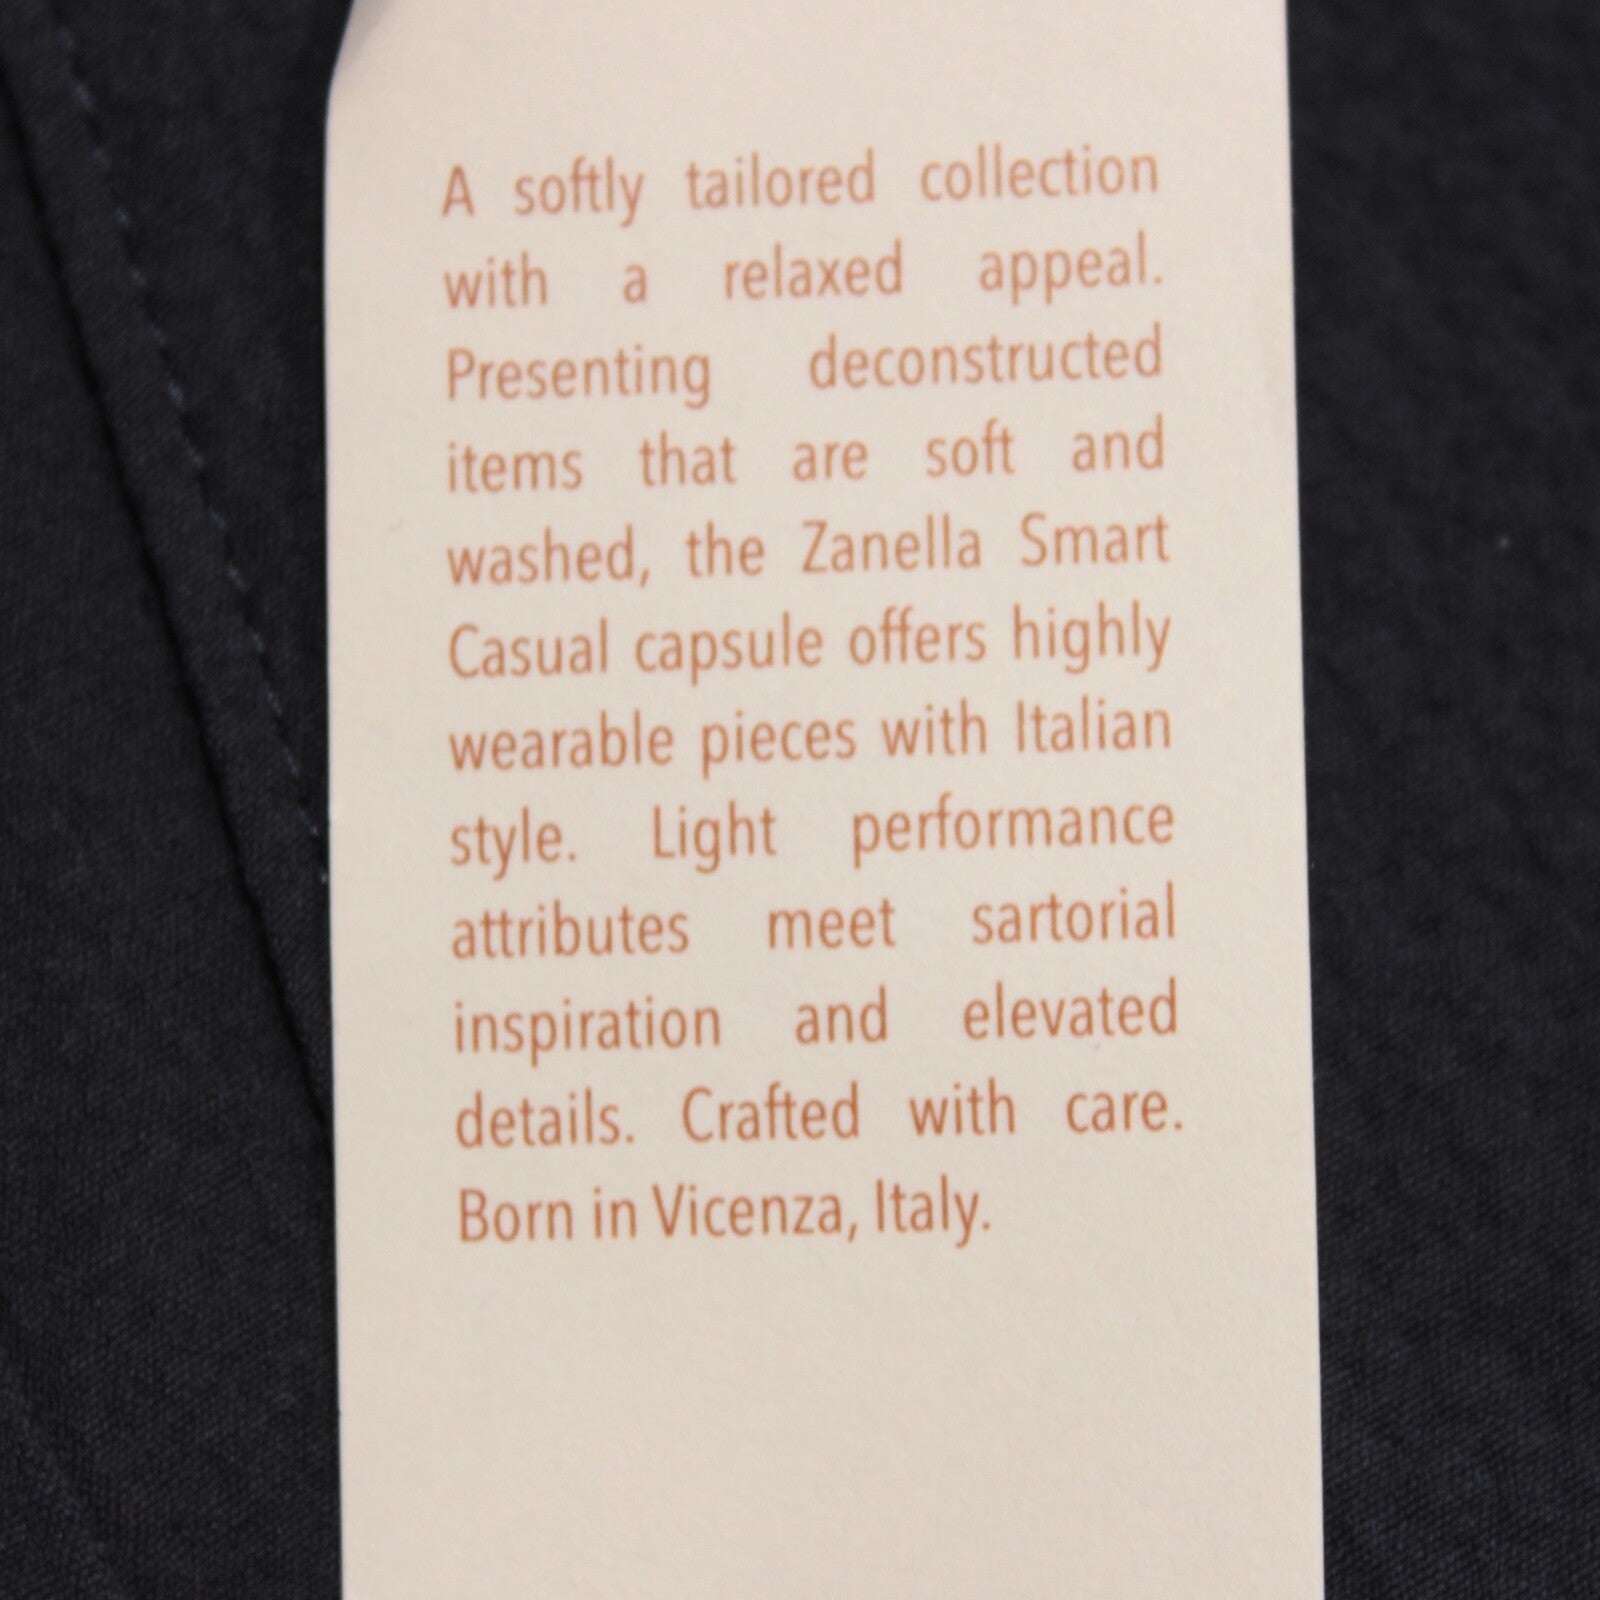 A softly tailored collection
with a relaxed appeal.
Presenting deconstructed
items that are soft and
washed, the Zanella Smart
Casual capsule offers highly
wearable pieces with Italian
style. Light performance
attributes meet sartorial
inspiration and elevated
details. Crafted with care.
Born in Vicenza, Italy.